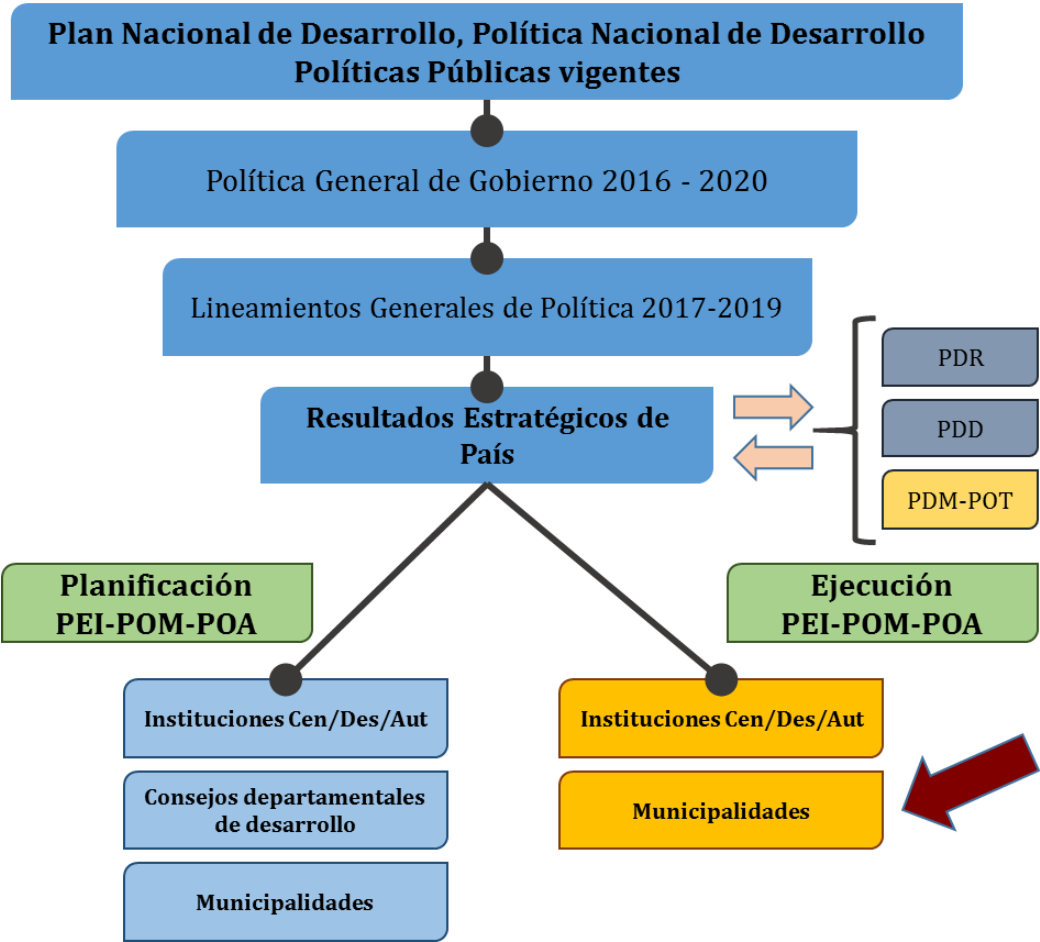 Plan Nacional de Desarrollo, Política Nacional de Desarrollo
Políticas Públicas vigentes
Política General de Gobierno 2016 - 2020
Lineamientos Generales de Política 2017-2019
Resultados Estratégicos de
País
PDR
PDD
PDM-POT
Planificación
PEI-POM-POA
Ejecución
PEI-POM-POA
Instituciones Cen/Des/Aut
Consejos departamentales
de desarrollo
Municipalidades
Instituciones Cen/Des/Aut
Municipalidades